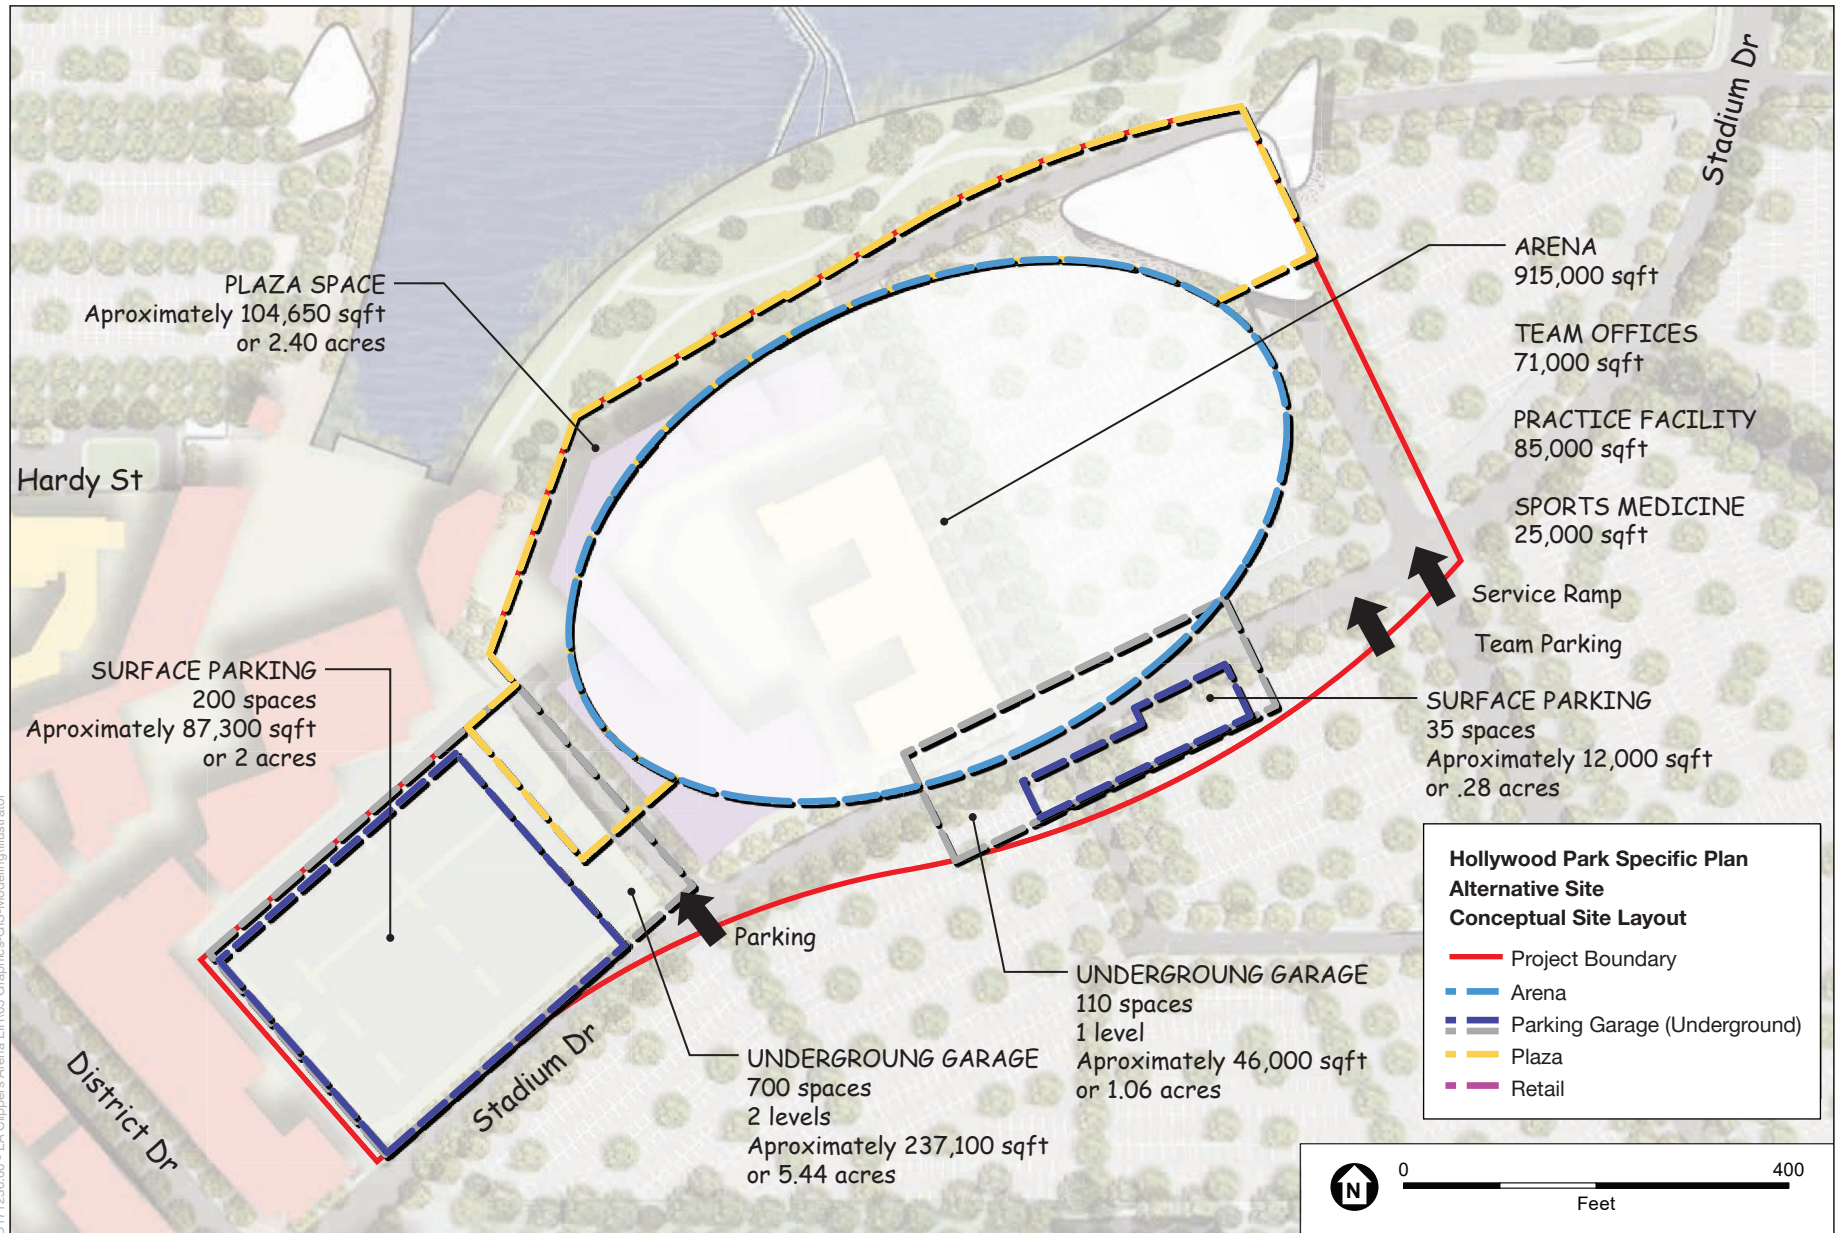 Stadium Dr
PLAZA SPACE
Aproximately 104,650 sqft
or 2.40 acres
ARENA
915,000 sqft
TEAM OFFICES
71,000 sqft
PRACTICE FACILITY
85,000 sqft
SPORTS MEDICINE
25,000 sqft
Hardy St
Service Ramp
Team Parking
SURFACE PARKING
200 spaces
Aproximately 87,300 sqft
or 2 acres
SURFACE PARKING
35 spaces
Aproximately 12,000 sqft
or .28 acres
Parking
UNDERGROUNG GARAGE
110 spaces
1 level
Aproximately 46,000 sqft
or 1.06 acres
UNDERGROUNG GARAGE
700 spaces
2 levels
Aproximately 237,100 sqft
or 5.44 acres
Stadium Dr
District Dr
Hollywood Park Specific Plan
Alternative Site
Conceptual Site Layout
Project Boundary
Arena
Parking Garage (Underground)
Plaza
Retail
N
0 400
Feet